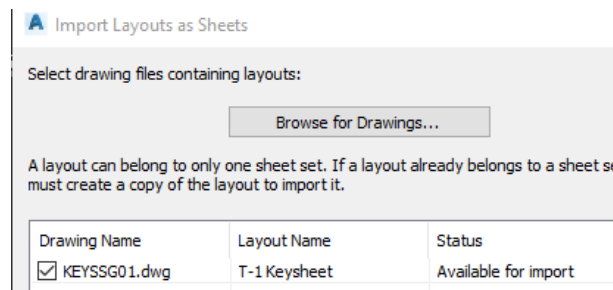 Import Layouts as Sheets
Select drawing files containing layouts:
Browse for Drawings...
A layout can belong to only one sheet set. If a layout already belongs to a sheet
must create a copy of the layout to import it.
Drawing Name Layout Name Status
KEYSSG01.dwg T-1 Keysheet Available for import